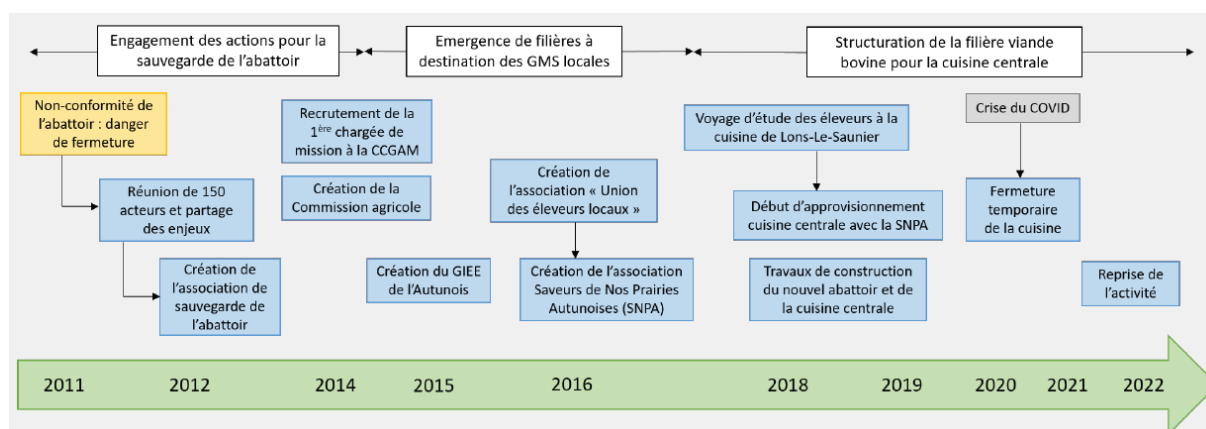 Engagement des actions pour la
sauvegarde de l'abattoir
Emergence de filières à
destination des GMS locales
Structuration de la filière viande
bovine pour la cuisine centrale
Non-conformité de
l'abattoir : danger
de fermeture
Réunion de 150
acteurs et partage
des enjeux
Création de
l'association de
sauvegarde de
l'abattoir
Recrutement de la
1ère chargée de
mission à la CCGAM
Création de la
Commission agricole
Création du GIEE
de l'Autunois
Création de
l'association « Union
des éleveurs locaux »
Création de l'association
Saveurs de Nos Prairies
Autunoises (SNPA)
Voyage d'étude des éleveurs à la
cuisine de Lons-Le-Saunier
Début d'approvisionnement
cuisine centrale avec la SNPA
Travaux de construction
du nouvel abattoir et de
la cuisine centrale
Crise du COVID
Fermeture
temporaire
de la cuisine
Reprise de
l'activité
2011 2012 2014 2015 2016 2018 2019 2020 2021 2022